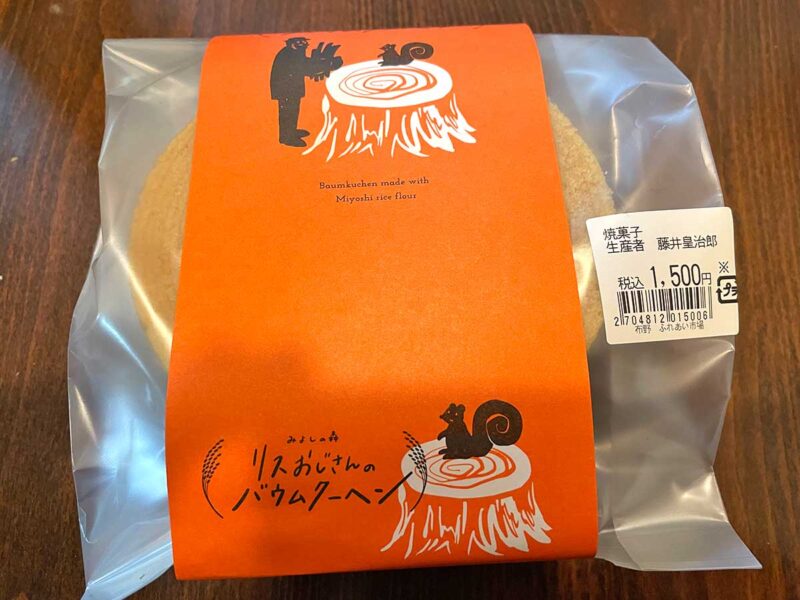 Baumkuchen made with
Miyoshi rice flour
焼菓子
生産者 藤井皇治郎
税込 1,500円 ※
プラ
2704812015006
布野 ふれあい市場
みよしの森
リスおじさんの
バウムクーヘン